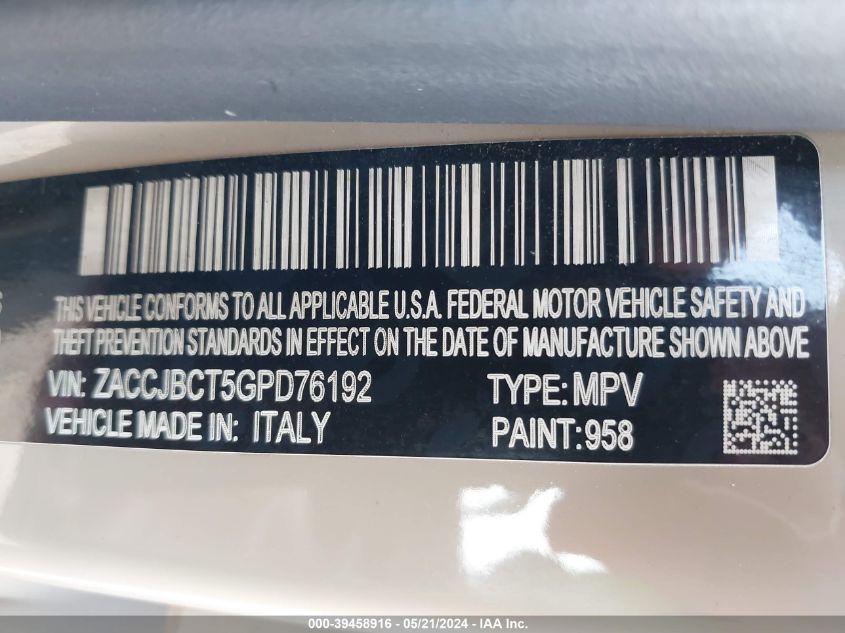 THIS VEHICLE CONFORMS TO ALL APPLICABLE U.S.A. FEDERAL MOTOR VEHICLE SAFETY AND
THEFT PREVENTION STANDARDS IN EFFECT ON THE DATE OF MANUFACTURE SHOWN ABOVE
VIN: ZACCJBCT5GPD76192 TYPE: MPV
VEHICLE MADE IN: ITALY PAINT: 958
000-39458916 - 05/21/2024 - © IAA Inc.